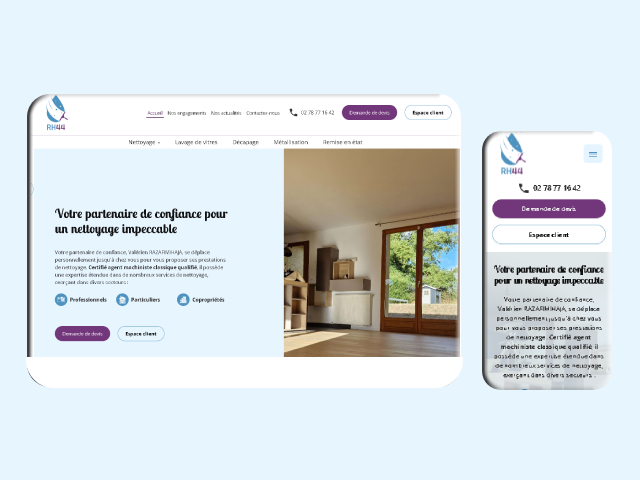 RH44
Accueil Nos engagements Nos actualités Contactez-nous 02 78 77 16 42 Demande de devis Espace client
Nettoyage Lavage de vitres Décapage Métallisation Remise en état
Votre partenaire de confiance pour
un nettoyage impeccable
Votre partenaire de confiance, Valérien RAZAFIMIHAJA, se déplace
personnellement jusqu'à chez vous pour vous proposer ses prestations
de nettoyage. Certifié agent machiniste classique qualifié, il possède
une expertise étendue dans de nombreux services de nettoyage,
exerçant dans divers secteurs :
Professionnels Particuliers Copropriétés
Demande de devis Espace client
RH44
02 78 77 16 42
Demande de devis
Espace client
Votre partenaire de confiance
pour un nettoyage impeccable
Votre partenaire de confiance,
Valérien RAZAFIMIHAJA, se déplace
personnellement jusqu'à chez vous
pour vous proposer ses prestations
de nettoyage. Certifié agent
machiniste classique qualifié, il
possède une expertise étendue dans
de nombreux services de nettoyage,
exerçant dans divers secteurs :